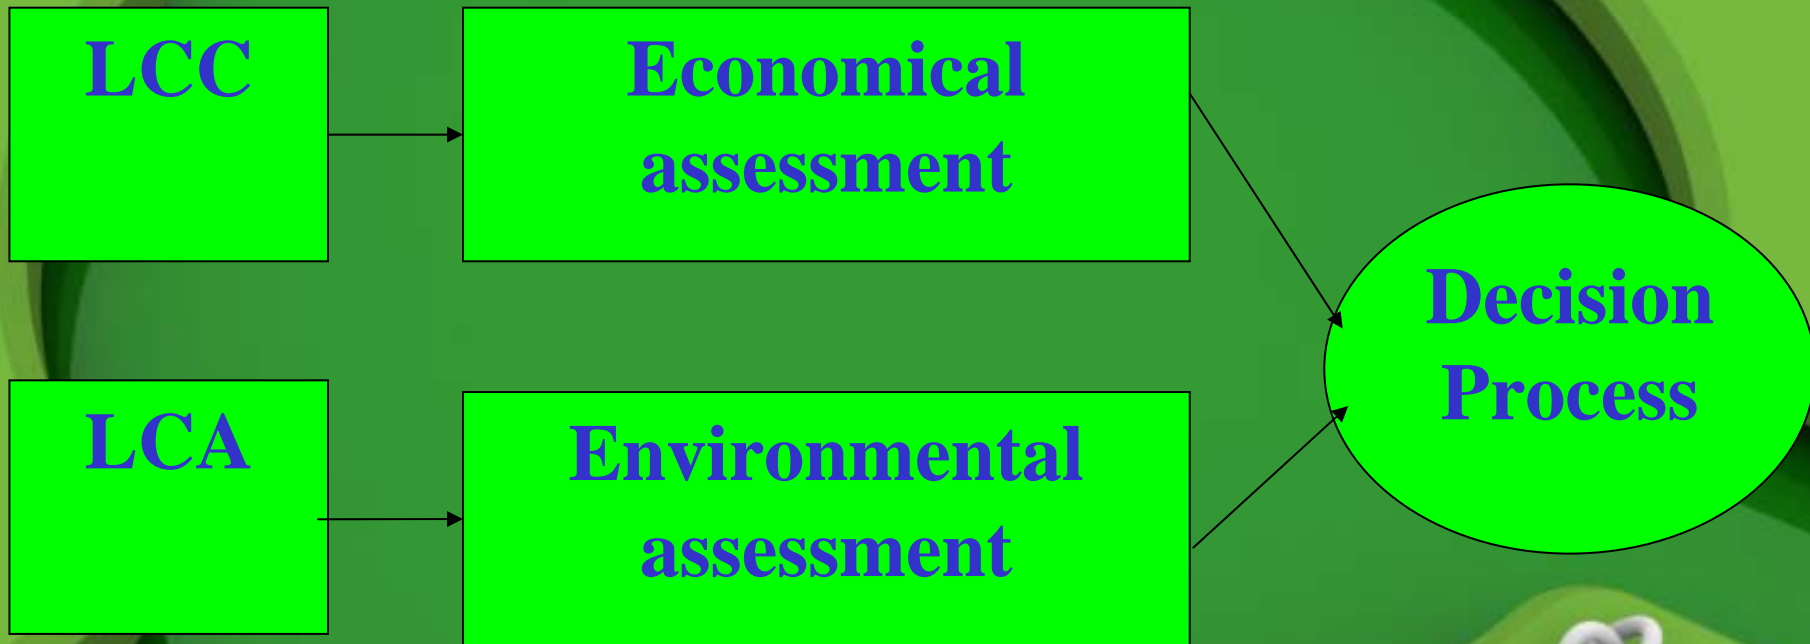 LCC
Economical
assessment
Decision
Process
LCA
Environmental
assessment